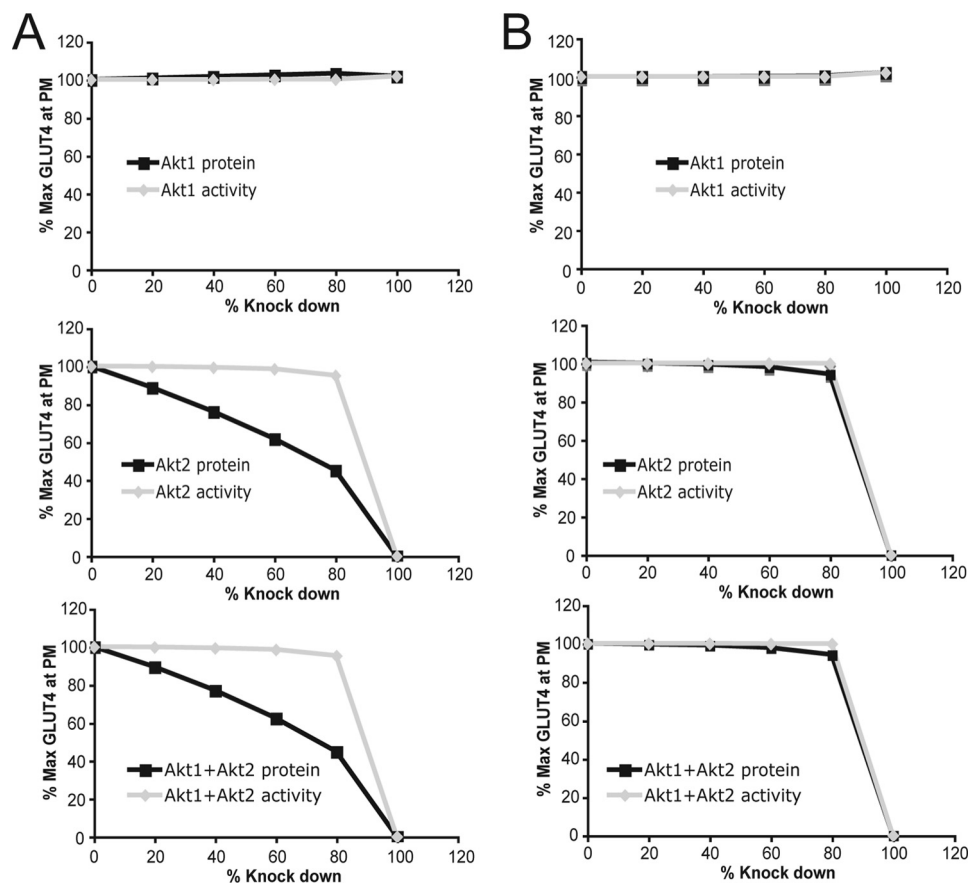 A
B
120
100
80
60
40
20
0
% Max GLUT4 at PM
Akt1 protein
Akt1 activity
0 20 40 60 80 100 120
% Knock down
120
100
80
60
40
20
0
% Max GLUT4 at PM
Akt1 protein
Akt1 activity
0 20 40 60 80 100 120
% Knock down
120
100
80
60
40
20
0
% Max GLUT4 at PM
Akt2 protein
Akt2 activity
0 20 40 60 80 100 120
% Knock down
120
100
80
60
40
20
0
% Max GLUT4 at PM
Akt2 protein
Akt2 activity
0 20 40 60 80 100 120
% Knock down
120
100
80
60
40
20
0
% Max GLUT4 at PM
Akt1+Akt2 protein
Akt1+Akt2 activity
0 20 40 60 80 100 120
% Knock down
120
100
80
60
40
20
0
% Max GLUT4 at PM
Akt1+Akt2 protein
Akt1+Akt2 activity
0 20 40 60 80 100 120
% Knock down